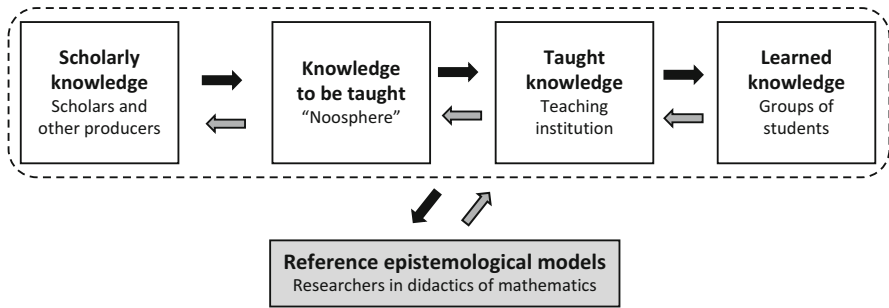 Scholarly
knowledge
Scholars and
other producers
Knowledge
to be taught
“Noosphere”
Taught
knowledge
Teaching
institution
Learned
knowledge
Groups of
students
Reference epistemological models
Researchers in didactics of mathematics